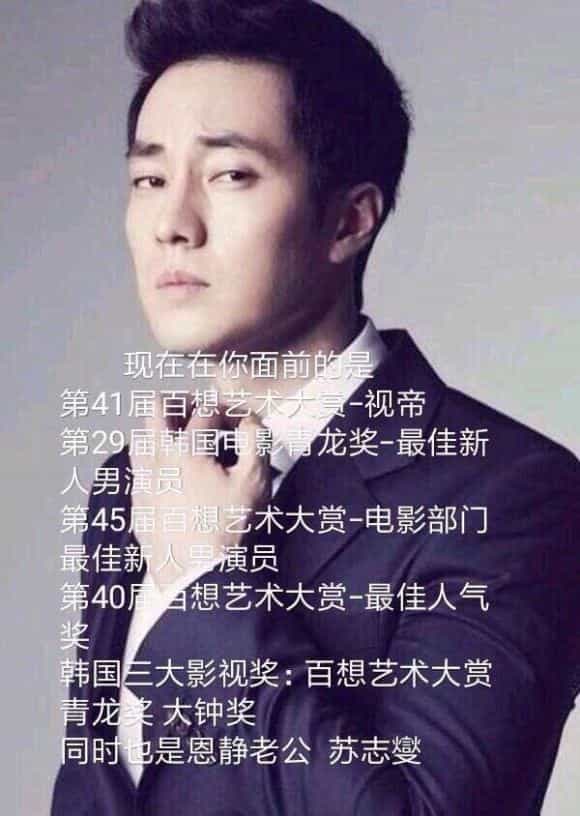 现在在你面前的是
第41届百想艺术大赏-视帝
第29届韩国电影青龙奖-最佳新
人男演员
第45届百想艺术大赏-电影部门
最佳新人男演员
第40届百想艺术大赏-最佳人气
奖
韩国三大影视奖：百想艺术大赏
青龙奖 大钟奖
同时也是恩静老公 苏志燮